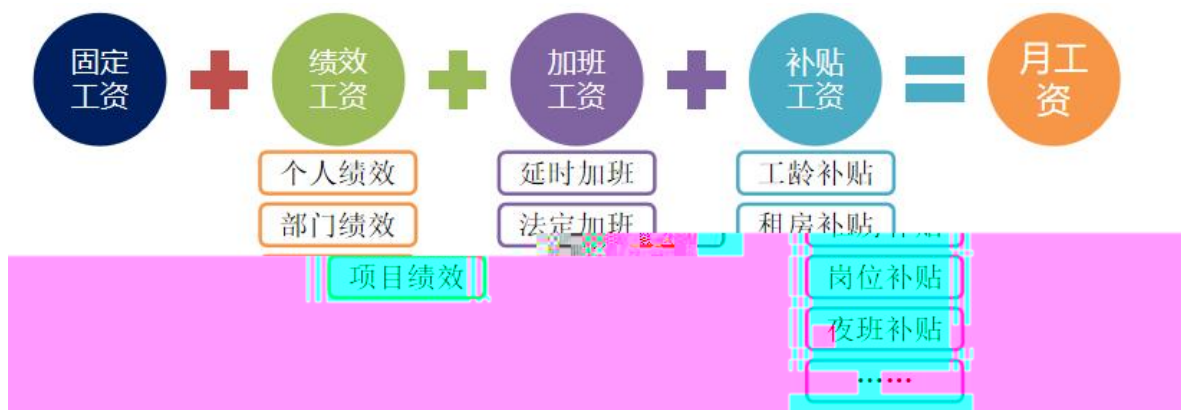 固定
工资
绩效
工资
加班
工资
补贴
工资
月工
资
个人绩效
延时加班
工龄补贴
部门绩效
法定加班
租房补贴
项目绩效
岗位补贴
夜班补贴
……